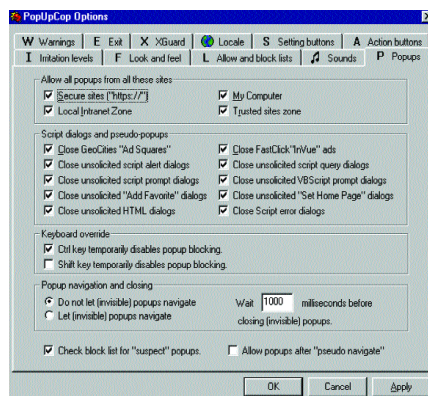 PopUpCop Options
W Warnings E Exit X XGuard Locale S Setting buttons A Action buttons
I Irritation levels F Look and feel L Allow and block lists Sounds P Popups
Allow all popups from all these sites
Secure sites ("https://") My Computer
Local Intranet Zone Trusted sites zone
Script dialogs and pseudo-popups
Close GeoCities "Ad Squares" Close FastClick"InVue" ads
Close unsolicited script alert dialogs Close unsolicited script query dialogs
Close unsolicited script prompt dialogs Close unsolicited VBScript prompt dialogs
Close unsolicited "Add Favorite" dialogs Close unsolicited "Set Home Page" dialogs
Close unsolicited HTML dialogs Close Script error dialogs
Keyboard override
Ctrl key temporarily disables popup blocking.
Shift key temporarily disables popup blocking.
Popup navigation and closing
Do not let (invisible) popups navigate Wait 1000 milliseconds before
Let (invisible) popups navigate closing (invisible) popups.
Check block list for "suspect" popups. Allow popups after "pseudo navigate"
OK Cancel Apply